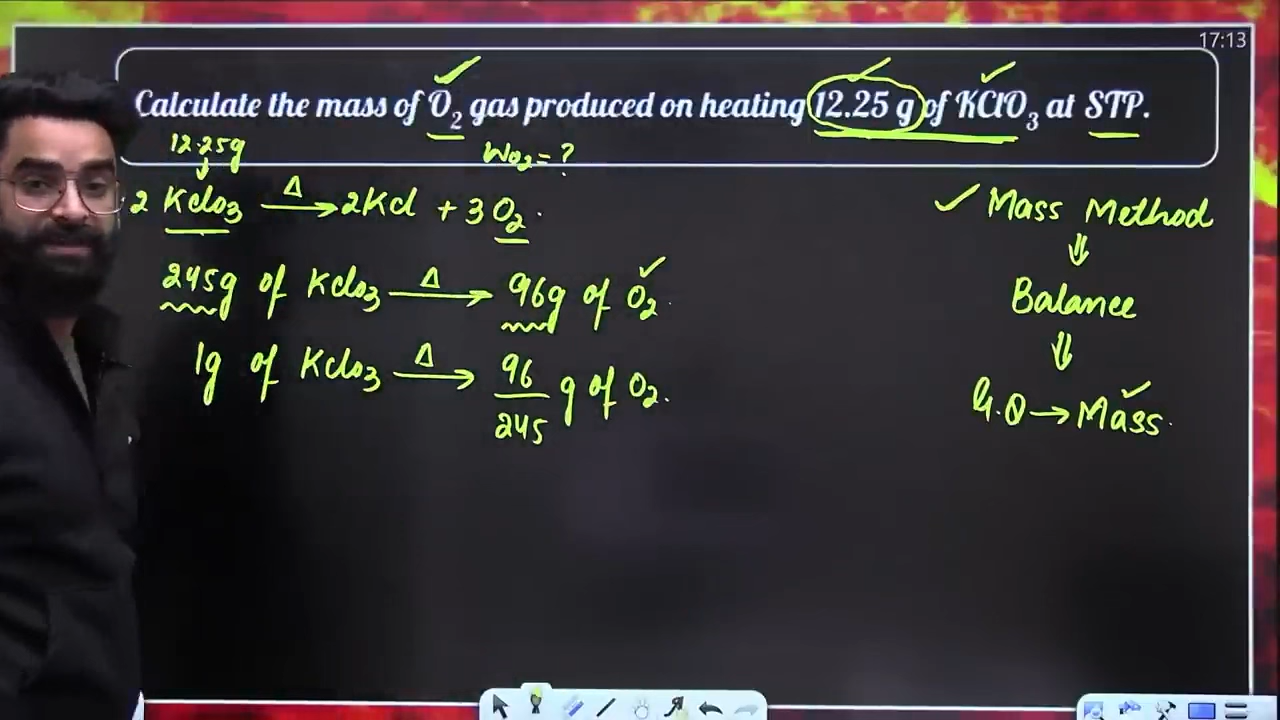 17:13
Calculate the mass of O₂ gas produced on heating 12.25 g of KClO₃ at STP.
12.25g
Wo₂ = ?
2 KClO₃ —Δ→ 2KCl + 3O₂.
245g of KClO₃ —Δ→ 96g of O₂.
1g of KClO₃ —Δ→ 96/245 g of O₂.
✓ Mass Method
⇓
Balance
⇓
G.Q → Mass.